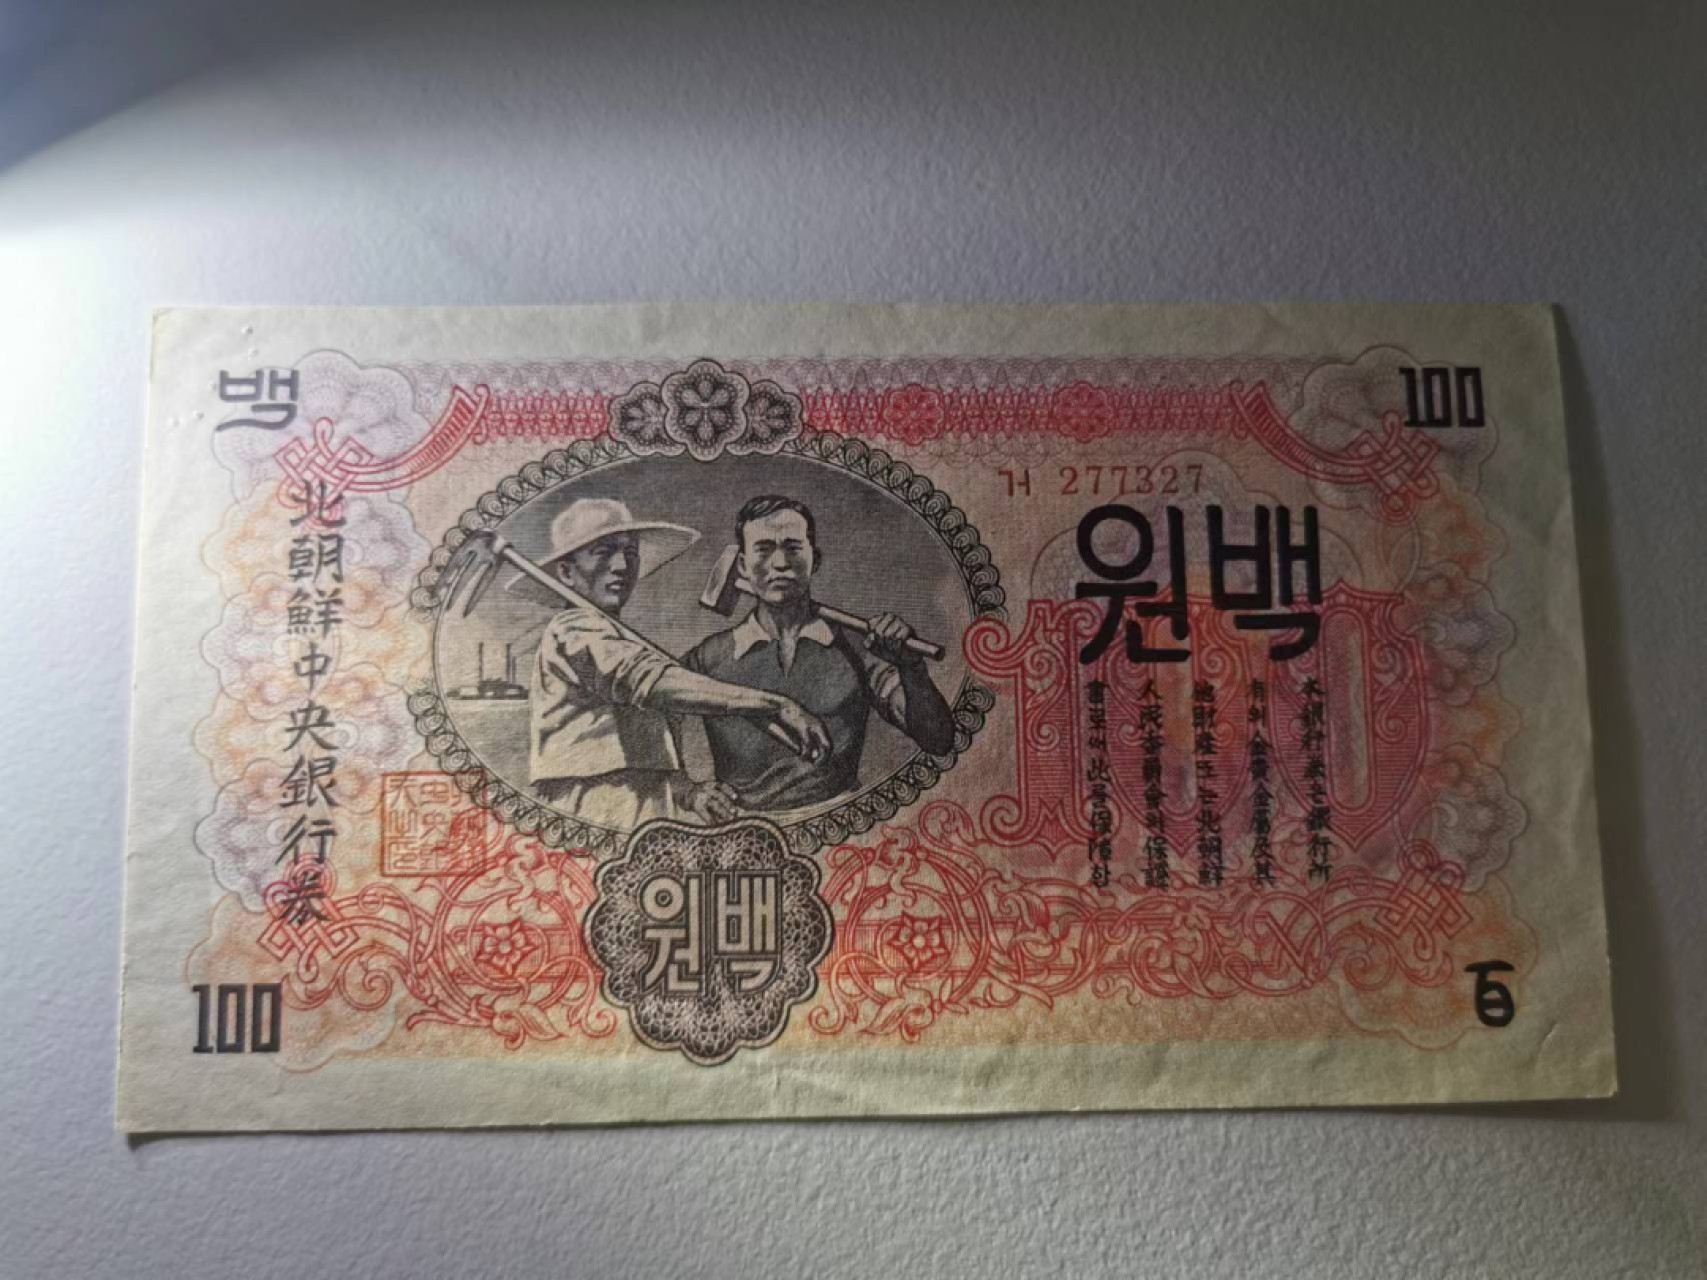 백
100
北朝鮮中央銀行券
거 277327
백원
本銀行券은銀行所
有의金貨金屬及其
他財産또는北朝鮮
人民委員會의保證
書로서此를保障함
백원
100
百